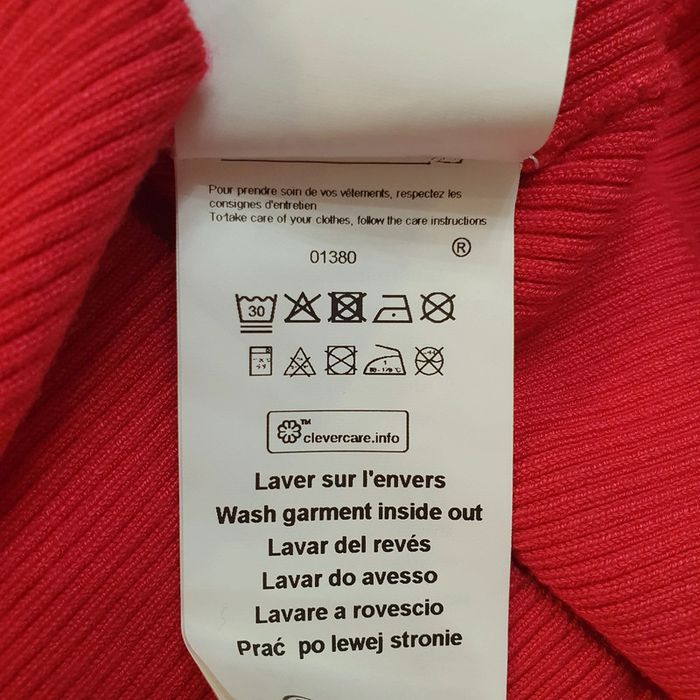 Pour prendre soin de vos vêtements, respectez les
consignes d'entretien
To take care of your clothes, follow the care instructions
®
01380
30
clevercare.info™
Laver sur l'envers
Wash garment inside out
Lavar del revés
Lavar do avesso
Lavare a rovescio
Prać po lewej stronie